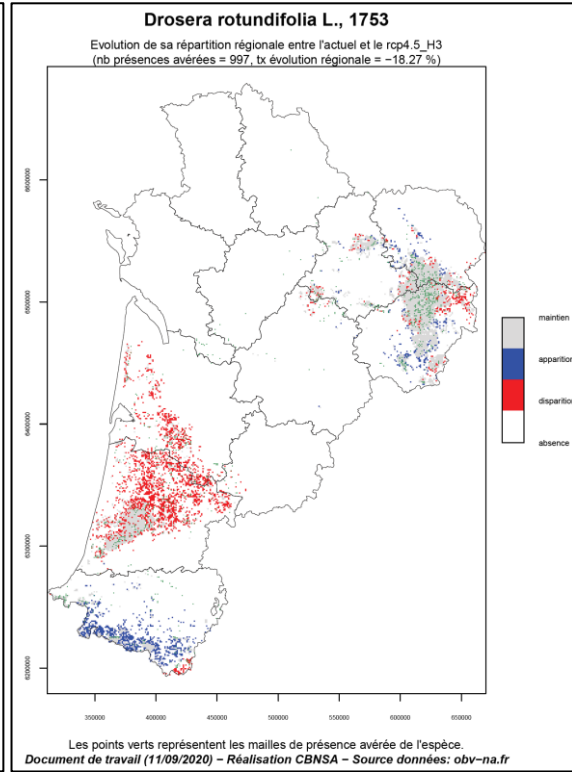 Drosera rotundifolia L., 1753
Evolution de sa répartition régionale entre l'actuel et le rcp4.5_H3
(nb présences avérées = 997, tx évolution régionale = −18.27 %)
6600000
6500000
6400000
6300000
6200000
maintien
apparition
disparition
absence
350000 400000 450000 500000 550000 600000 650000
Les points verts représentent les mailles de présence avérée de l'espèce.
Document de travail (11/09/2020) − Réalisation CBNSA − Source données: obv−na.fr